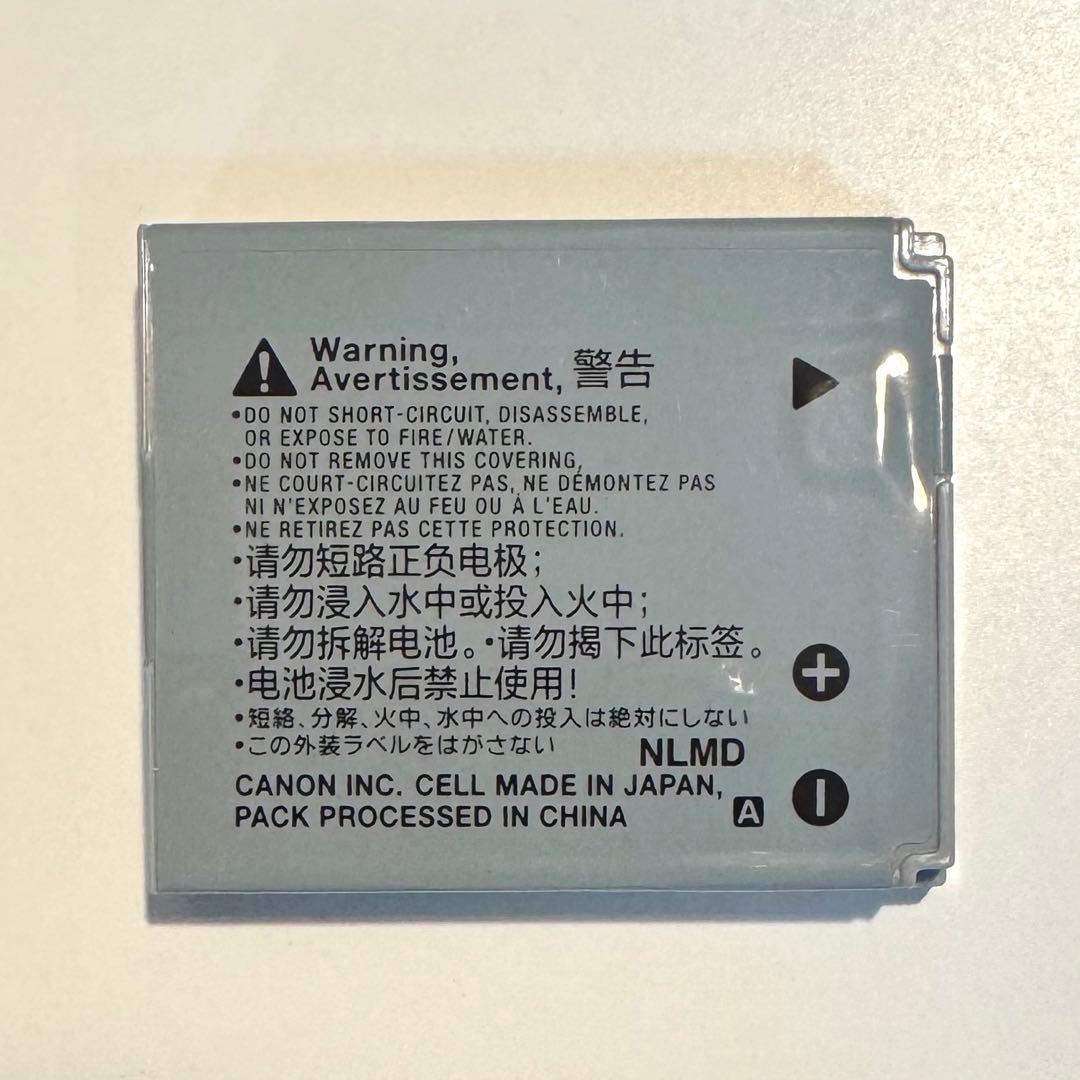 Warning,
Avertissement, 警告
•DO NOT SHORT-CIRCUIT, DISASSEMBLE,
OR EXPOSE TO FIRE/WATER.
•DO NOT REMOVE THIS COVERING,
•NE COURT-CIRCUITEZ PAS, NE DÉMONTEZ PAS
NI N'EXPOSEZ AU FEU OU À L'EAU.
•NE RETIREZ PAS CETTE PROTECTION.
•请勿短路正负电极;
•请勿浸入水中或投入火中;
•请勿拆解电池。•请勿揭下此标签。
•电池浸水后禁止使用!
•短絡、分解、火中、水中への投入は絶対にしない
•この外装ラベルをはがさない
NLMD
CANON INC. CELL MADE IN JAPAN,
PACK PROCESSED IN CHINA
A